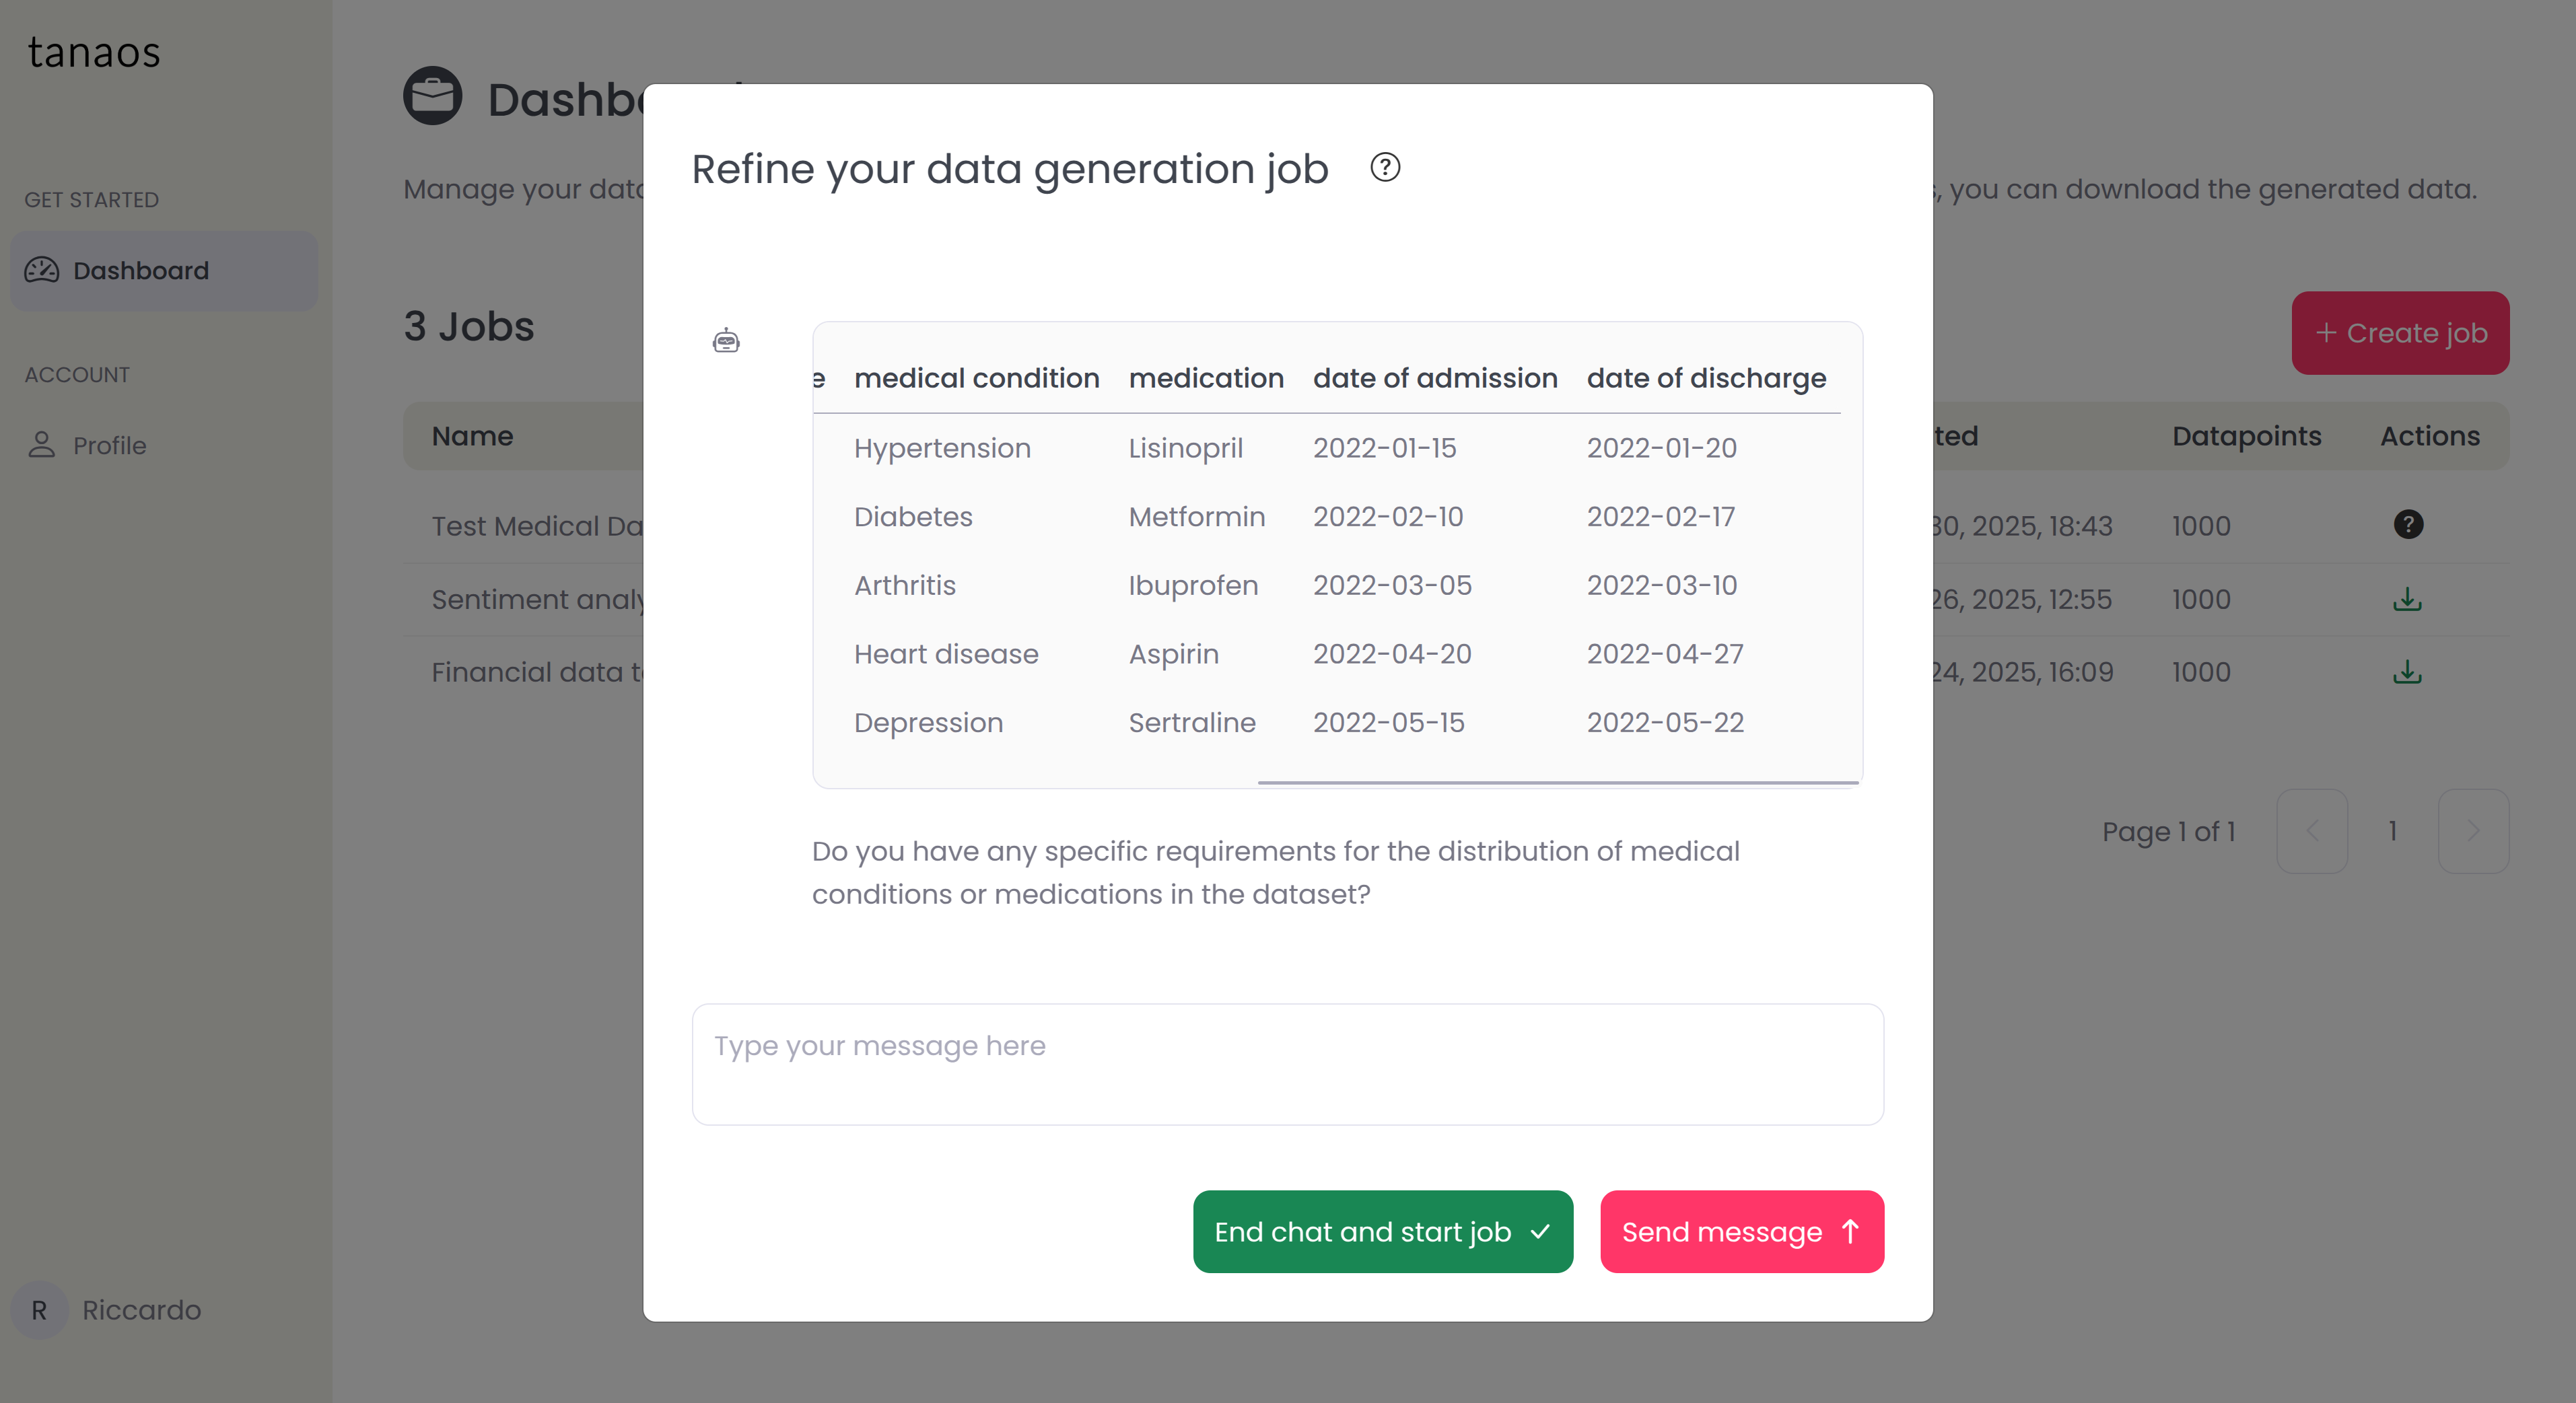 tanaos
GET STARTED
Dashboard
ACCOUNT
Profile
R Riccardo
Manage your , you can download the generated data.
3 Jobs
+ Create job
Name Datapoints Actions
Test Medical 30, 2025, 18:43 1000
Sentiment 26, 2025, 12:55 1000
Financial data 24, 2025, 16:09 1000
Page 1 of 1 1
Refine your data generation job
medical condition medication date of admission date of discharge
Hypertension Lisinopril 2022-01-15 2022-01-20
Diabetes Metformin 2022-02-10 2022-02-17
Arthritis Ibuprofen 2022-03-05 2022-03-10
Heart disease Aspirin 2022-04-20 2022-04-27
Depression Sertraline 2022-05-15 2022-05-22
Do you have any specific requirements for the distribution of medical
conditions or medications in the dataset?
Type your message here
End chat and start job
Send message